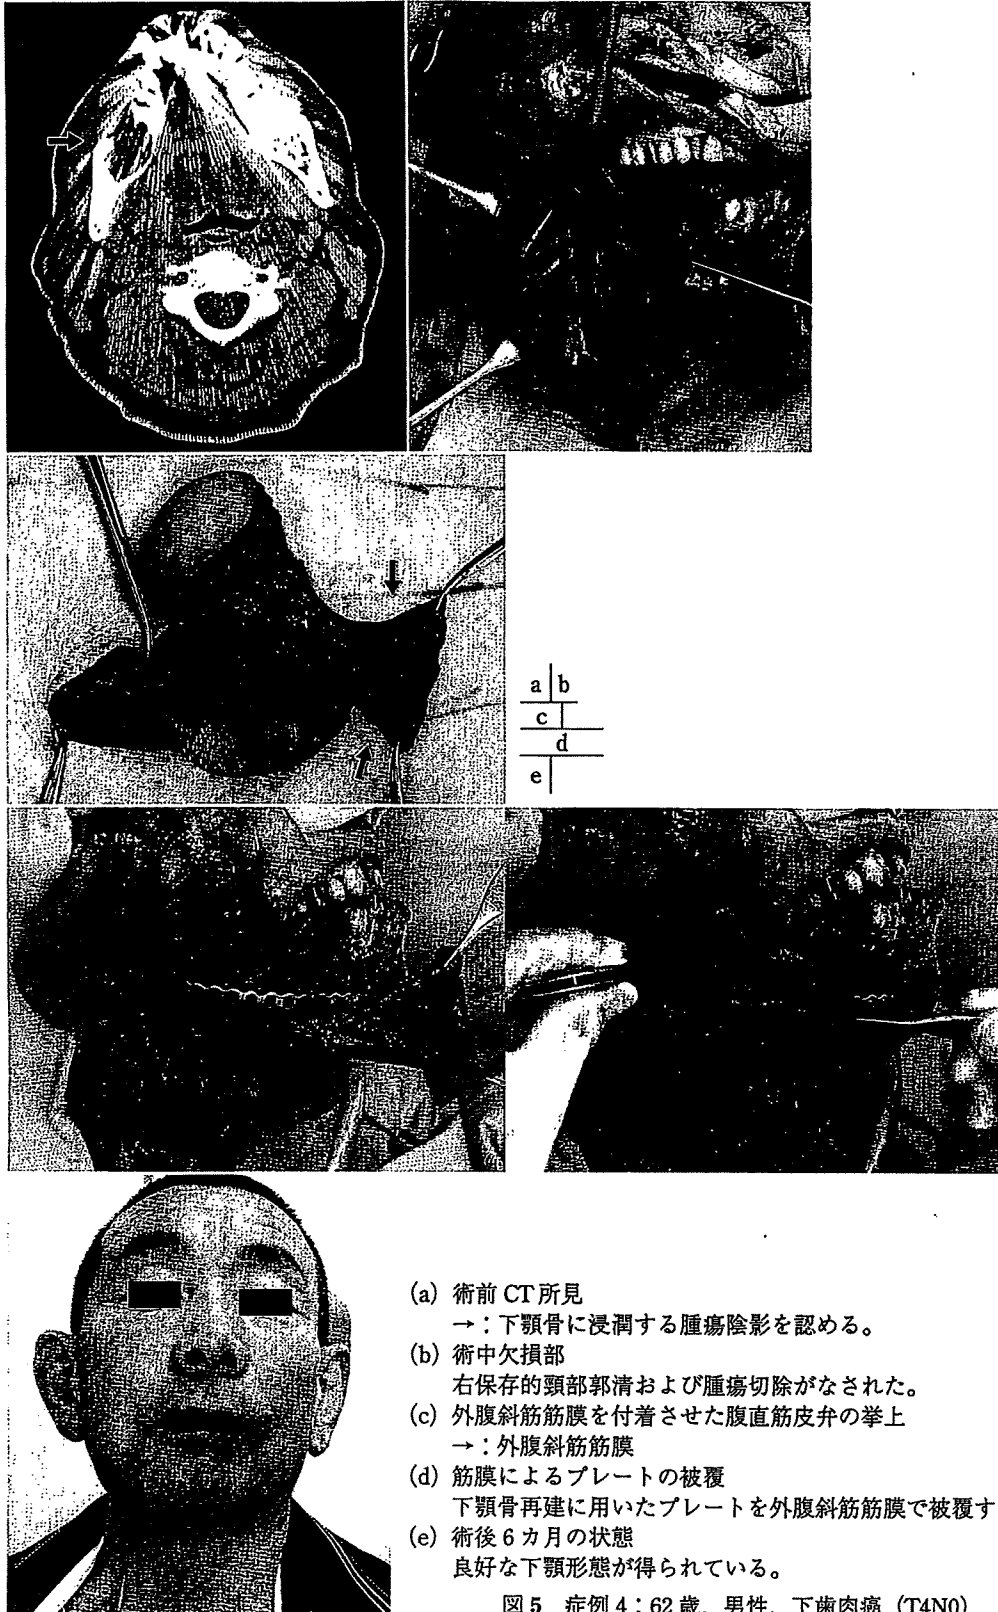 a b
c
d
e
(a) 術前CT所見
→：下顎骨に浸潤する腫瘍陰影を認める。
(b) 術中欠損部
右保存的頸部郭清および腫瘍切除がなされた。
(c) 外腹斜筋筋膜を付着させた腹直筋皮弁の挙上
→：外腹斜筋筋膜
(d) 筋膜によるプレートの被覆
下顎骨再建に用いたプレートを外腹斜筋筋膜で被覆す
(e) 術後6カ月の状態
良好な下顎形態が得られている。
図5 症例4：62歳，男性，下歯肉癌（T4N0）